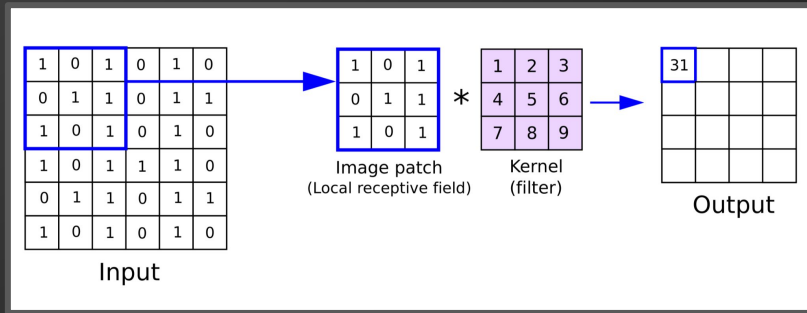 1 0 1 0 1 0
0 1 1 0 1 1
1 0 1 0 1 0
1 0 1 1 1 0
0 1 1 0 1 1
1 0 1 0 1 0
Input
1 0 1
0 1 1
1 0 1
Image patch
(Local receptive field)
*
1 2 3
4 5 6
7 8 9
Kernel
(filter)
31
Output